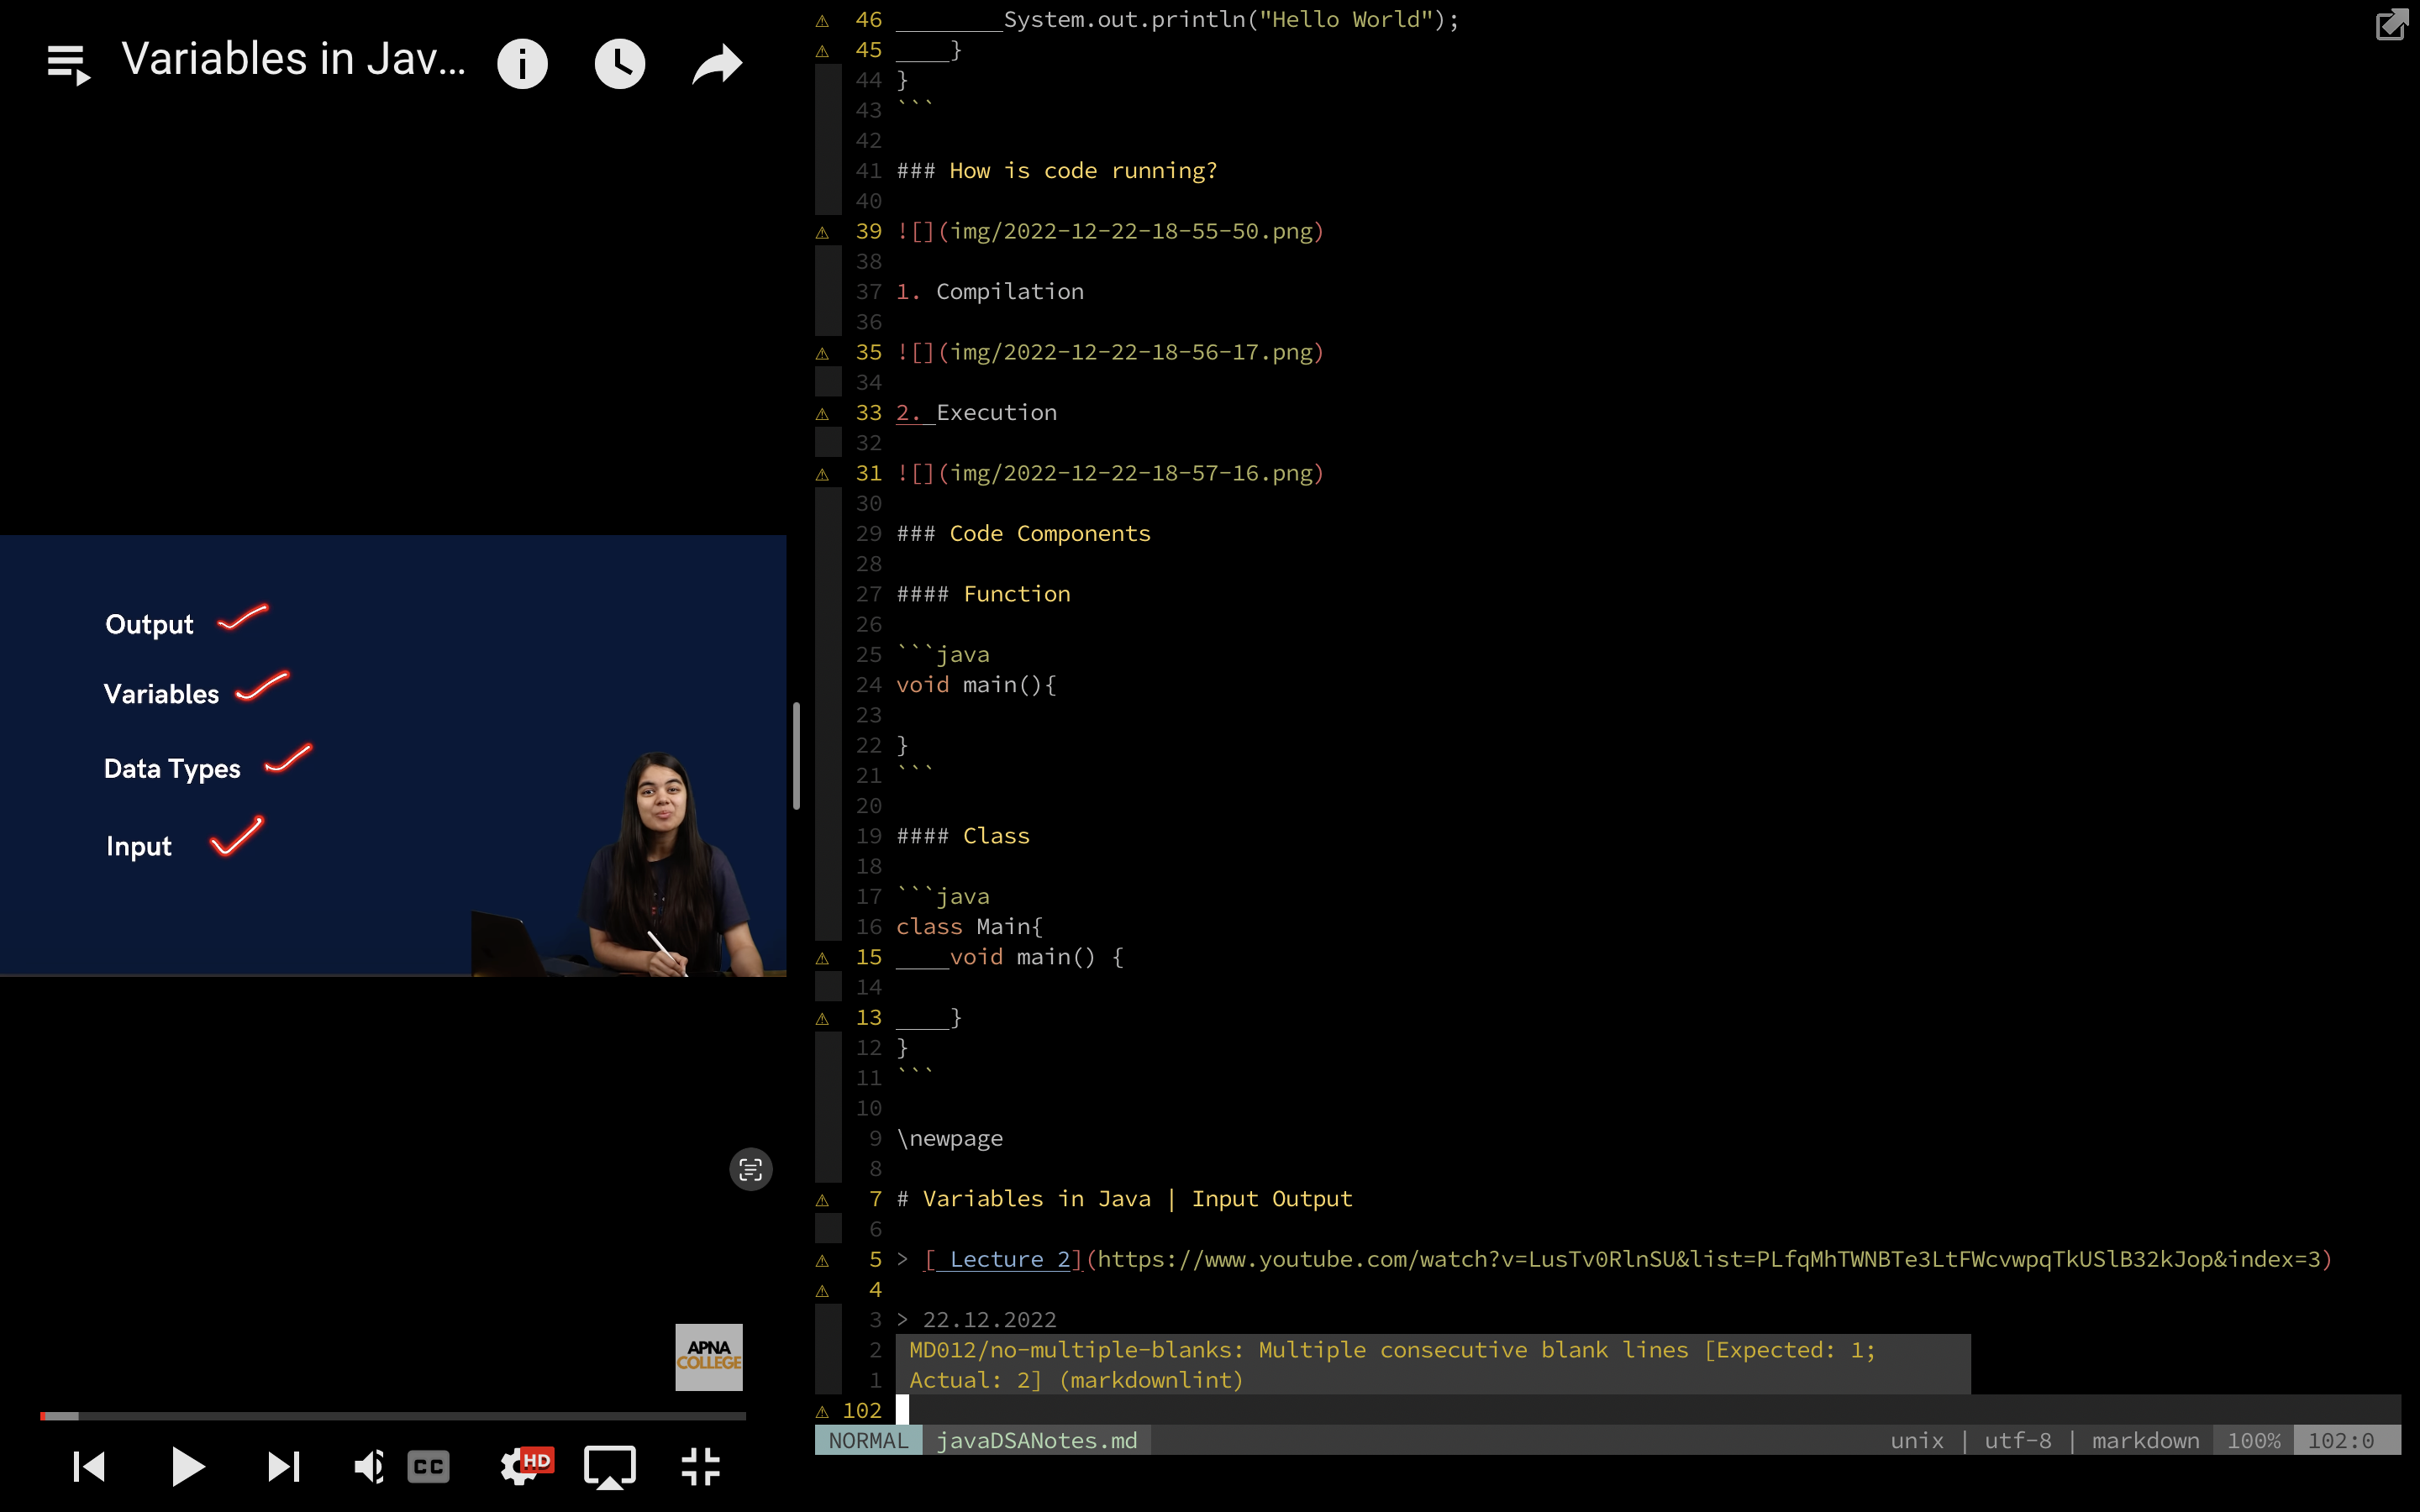 Variables in Jav...
Output
Variables
Data Types
Input
APNA
COLLEGE
CC
HD
46 ________System.out.println("Hello World");
45 ____}
44 }
43 ```
42
41 ### How is code running?
40
39 ![](img/2022-12-22-18-55-50.png)
38
37 1. Compilation
36
35 ![](img/2022-12-22-18-56-17.png)
34
33 2._Execution
32
31 ![](img/2022-12-22-18-57-16.png)
30
29 ### Code Components
28
27 #### Function
26
25 ```java
24 void main(){
23
22 }
21 ```
20
19 #### Class
18
17 ```java
16 class Main{
15 ____void main() {
14
13 ____}
12 }
11 ```
10
9 \newpage
8
7 # Variables in Java | Input Output
6
5 > [_Lecture 2](https://www.youtube.com/watch?v=LusTv0RlnSU&list=PLfqMhTWNBTe3LtFWcvwpqTkUSlB32kJop&index=3)
4
3 > 22.12.2022
2 MD012/no-multiple-blanks: Multiple consecutive blank lines [Expected: 1;
1 Actual: 2] (markdownlint)
102
NORMAL javaDSANotes.md unix | utf-8 | markdown 100% 102:0